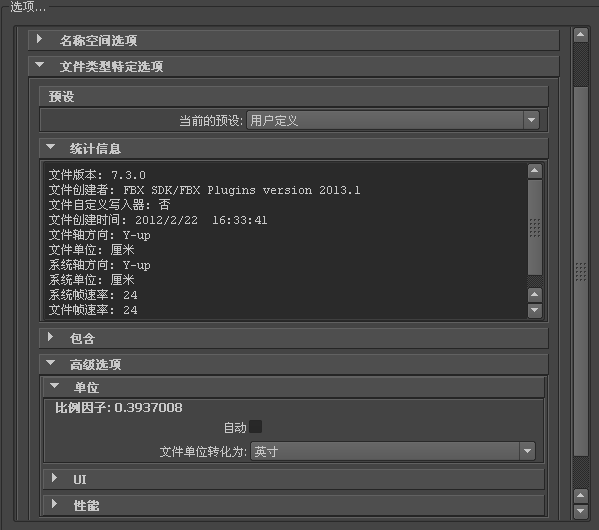 选项...
名称空间选项
文件类型特定选项
预设
当前的预设: 用户定义
统计信息
文件版本: 7.3.0
文件创建者: FBX SDK/FBX Plugins version 2013.1
文件自定义写入器: 否
文件创建时间: 2012/2/22  16:33:41
文件轴方向: Y-up
文件单位: 厘米
系统轴方向: Y-up
系统单位: 厘米
系统帧速率: 24
文件帧速率: 24
包含
高级选项
单位
比例因子: 0.3937008
自动
文件单位转化为: 英寸
UI
性能